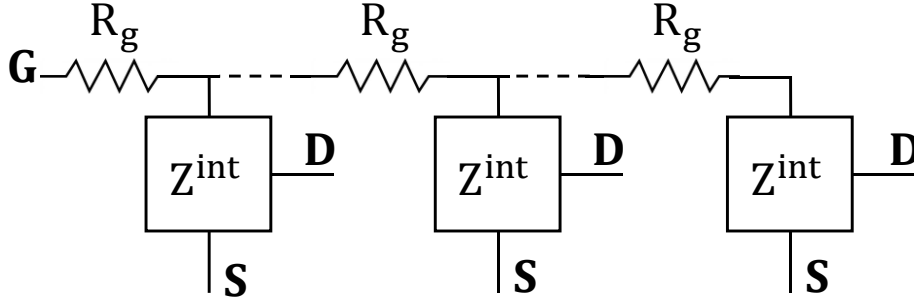 R_g R_g R_g
G
D D D
Z^int Z^int Z^int
S S S